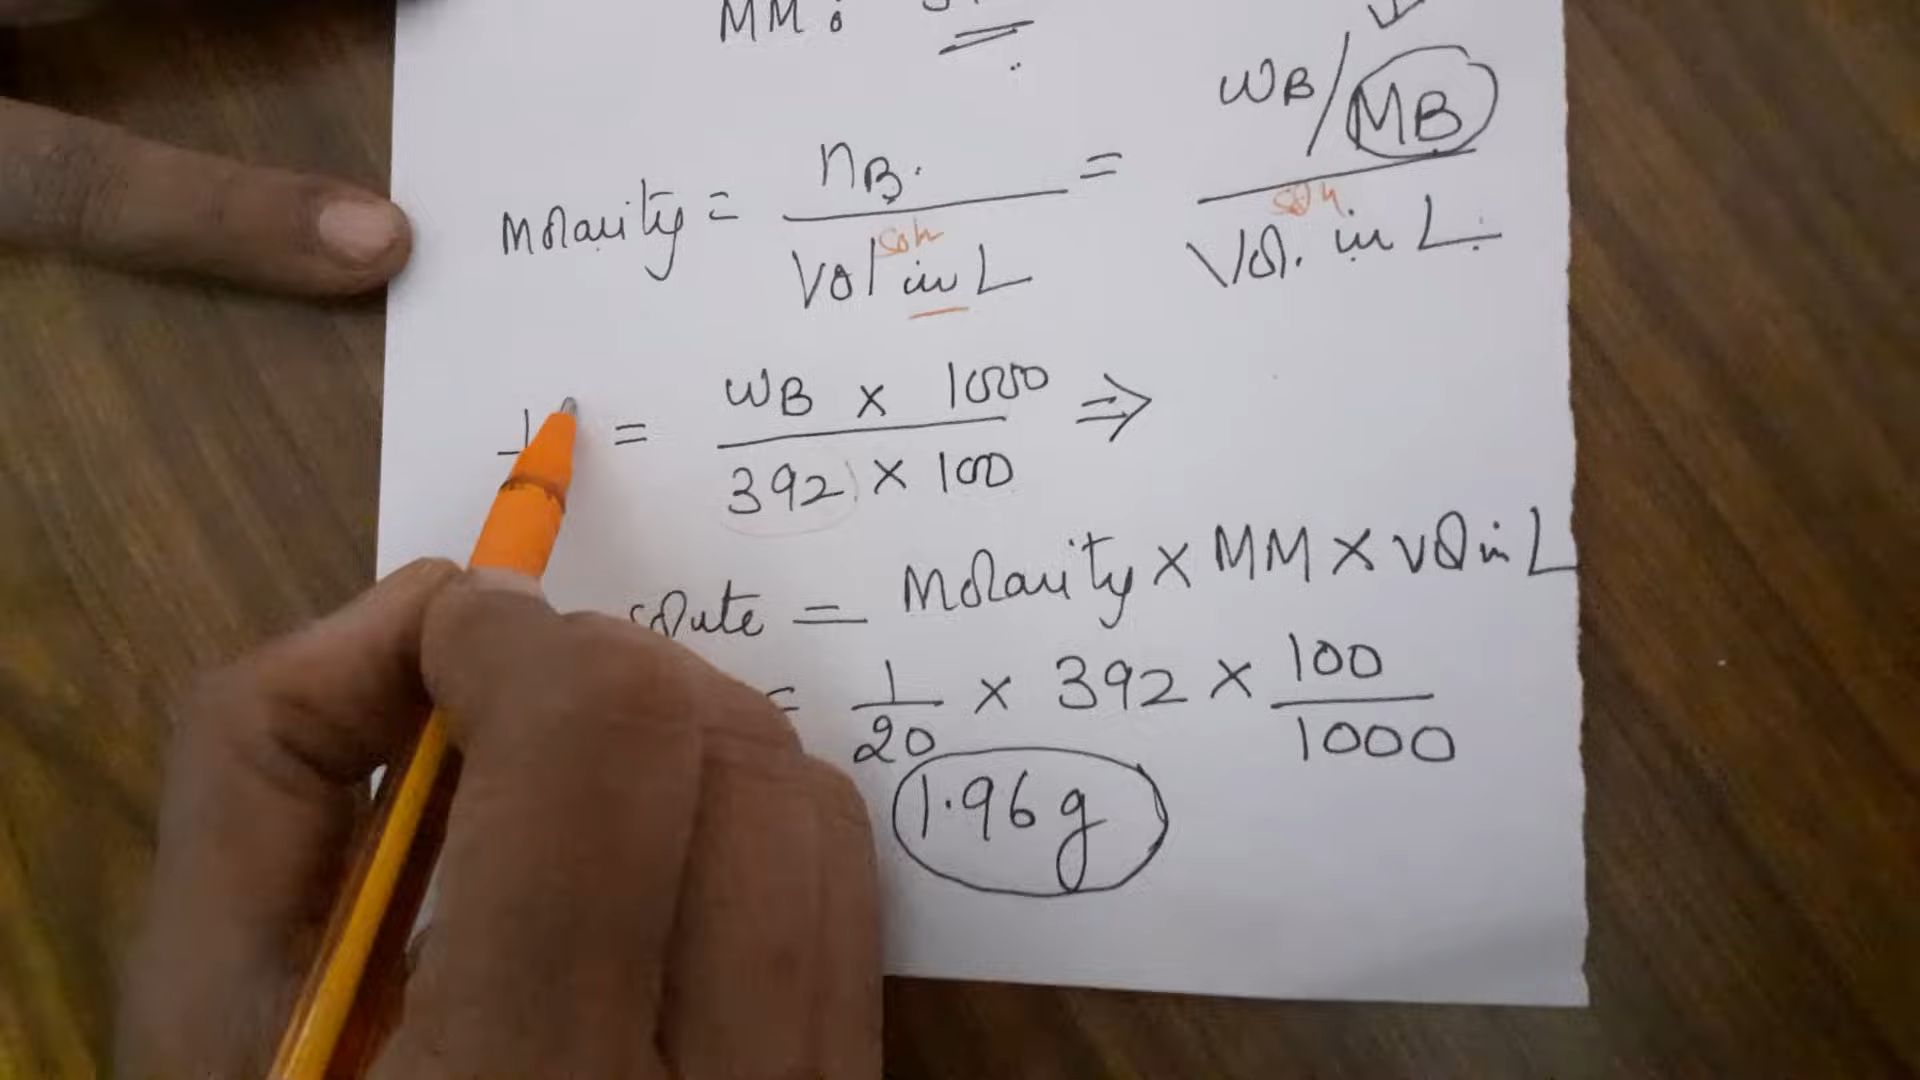 MM:
Molarity = nB. / Vol soln in L = WB/MB / Vol. soln in L.
1 = WB × 1000 / 392 × 100 ⇒
solute = Molarity × MM × vol in L
= 1/20 × 392 × 100/1000
1.96 g